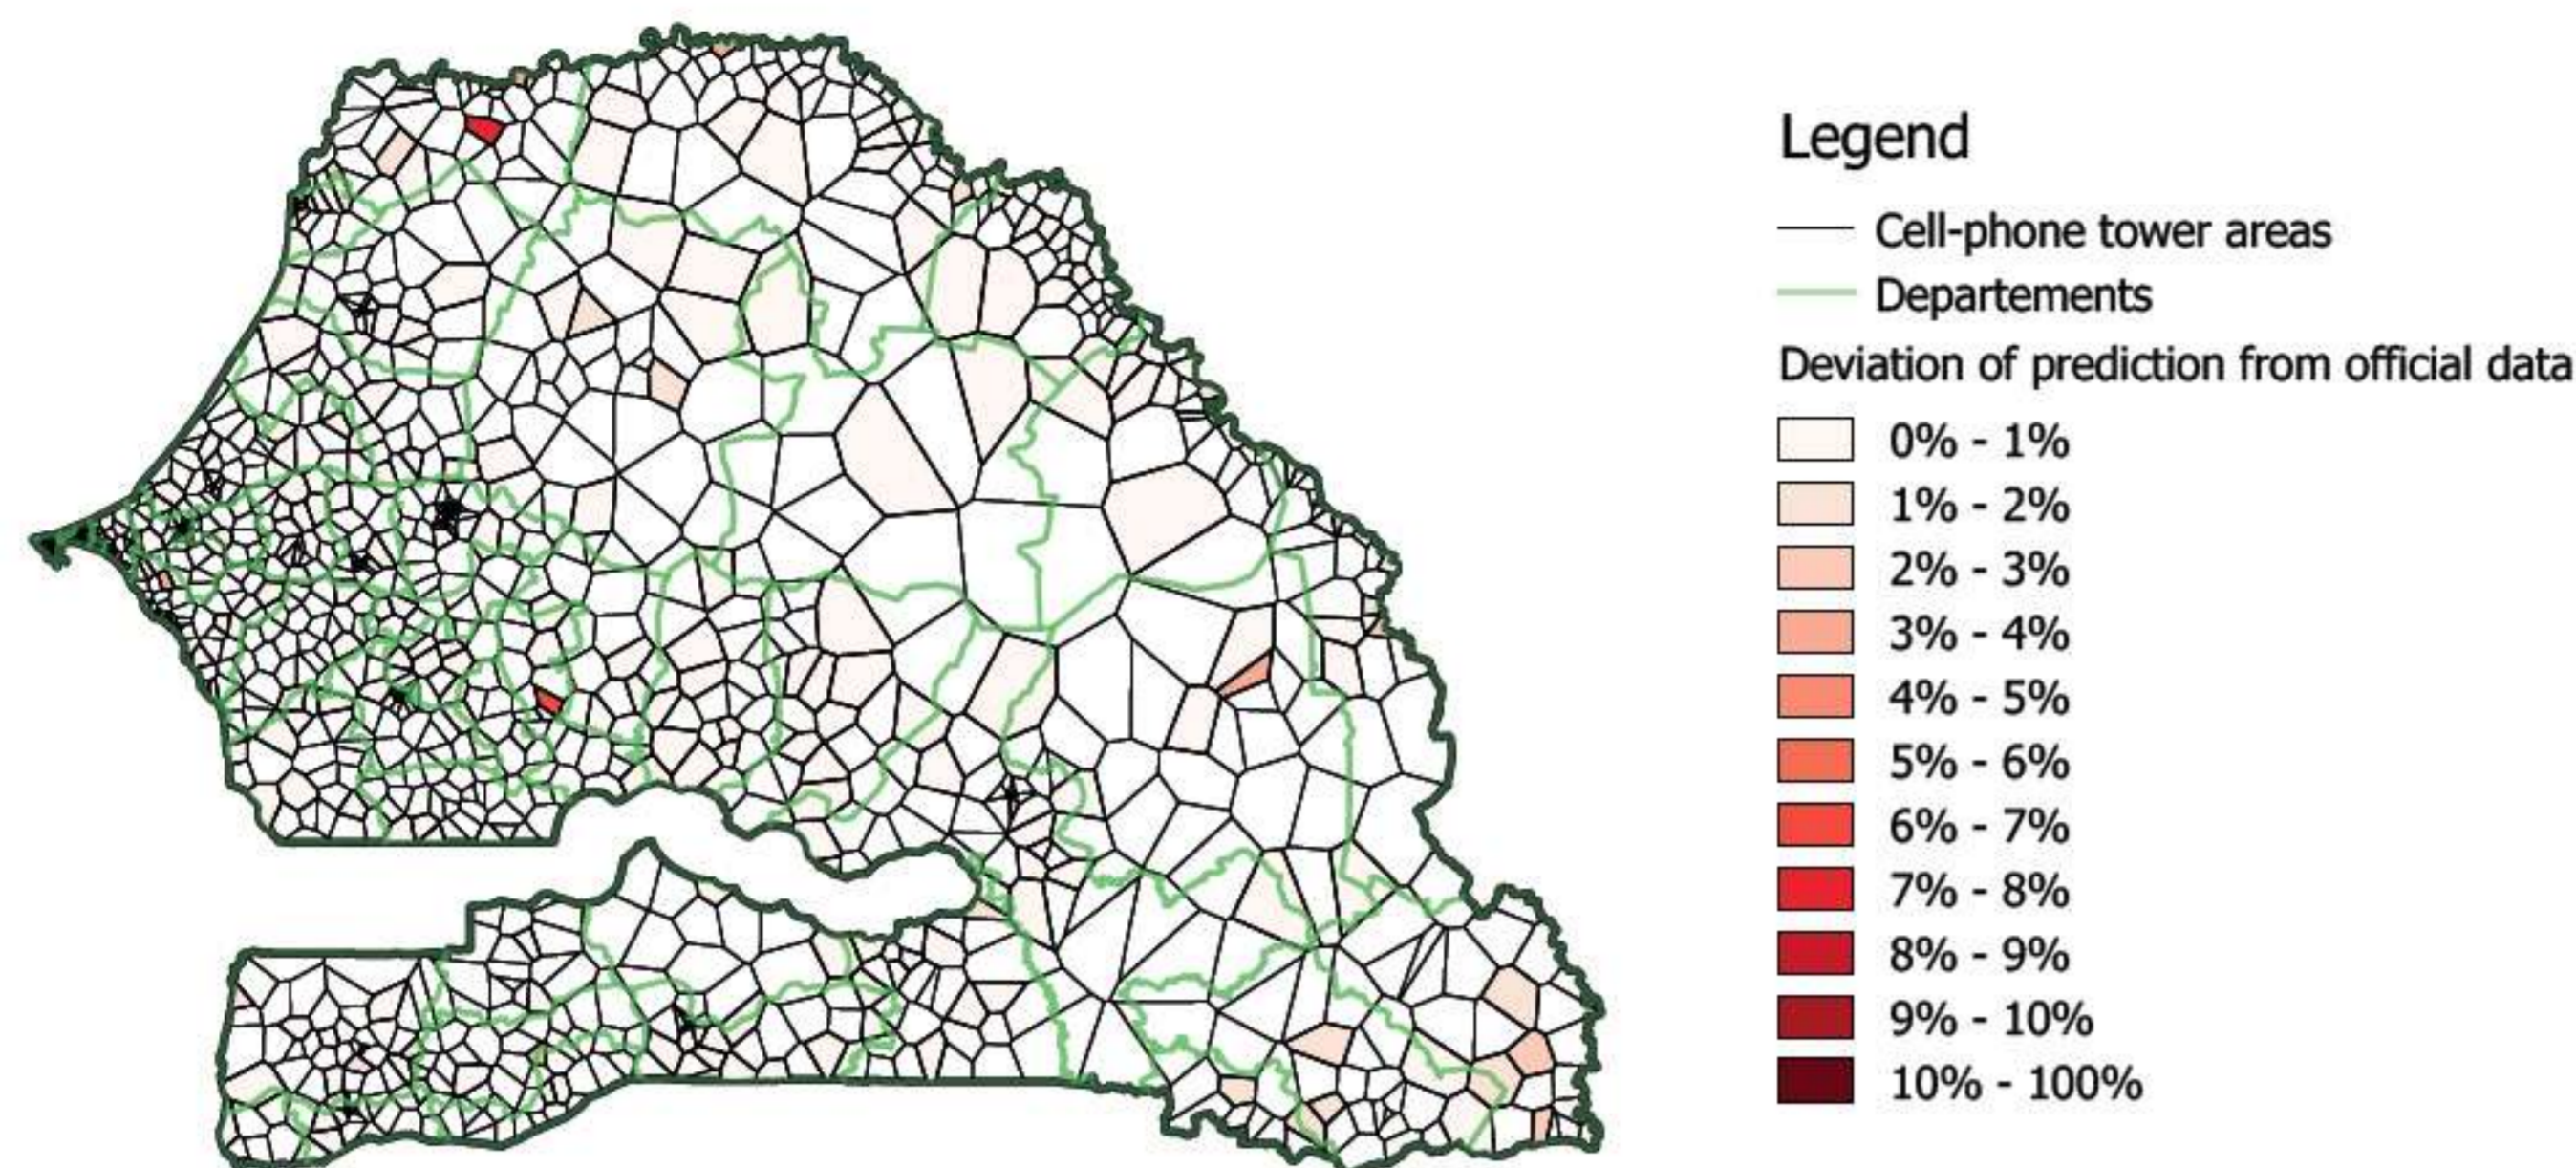 Legend
Cell-phone tower areas
Departements
Deviation of prediction from official data
0% - 1%
1% - 2%
2% - 3%
3% - 4%
4% - 5%
5% - 6%
6% - 7%
7% - 8%
8% - 9%
9% - 10%
10% - 100%